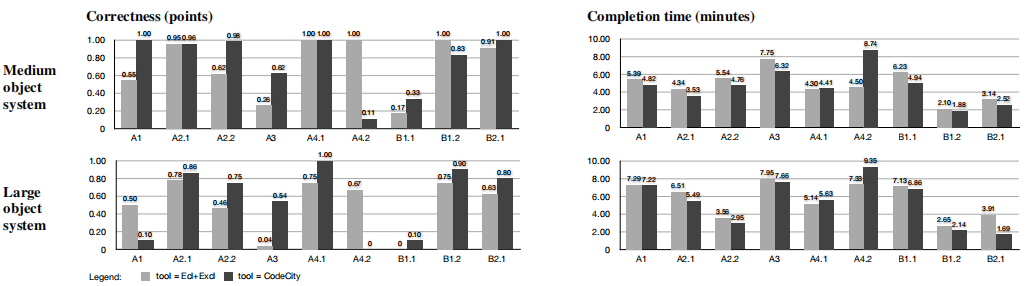 Correctness (points)
Completion time (minutes)
Medium
object
system
1.00
0.80
0.60
0.40
0.20
0
0.55 1.00 0.95 0.96 0.62 0.98 0.26 0.62 1.00 1.00 1.00 0.11 0.17 0.33 1.00 0.83 0.91 1.00
A1 A2.1 A2.2 A3 A4.1 A4.2 B1.1 B1.2 B2.1
10.00
8.00
6.00
4.00
2.00
0
5.39 4.82 4.34 3.53 5.54 4.76 7.75 6.32 4.30 4.41 4.50 8.74 6.23 4.94 2.10 1.88 3.14 2.52
A1 A2.1 A2.2 A3 A4.1 A4.2 B1.1 B1.2 B2.1
Large
object
system
1.00
0.80
0.60
0.40
0.20
0
0.50 0.10 0.78 0.86 0.46 0.75 0.04 0.54 0.75 1.00 0.67 0 0 0.10 0.75 0.90 0.63 0.80
A1 A2.1 A2.2 A3 A4.1 A4.2 B1.1 B1.2 B2.1
10.00
8.00
6.00
4.00
2.00
0
7.29 7.22 6.51 5.49 3.56 2.95 7.95 7.66 5.14 5.63 7.33 9.35 7.13 6.86 2.65 2.14 3.91 1.69
A1 A2.1 A2.2 A3 A4.1 A4.2 B1.1 B1.2 B2.1
Legend: tool = Ecl+Excl tool = CodeCity